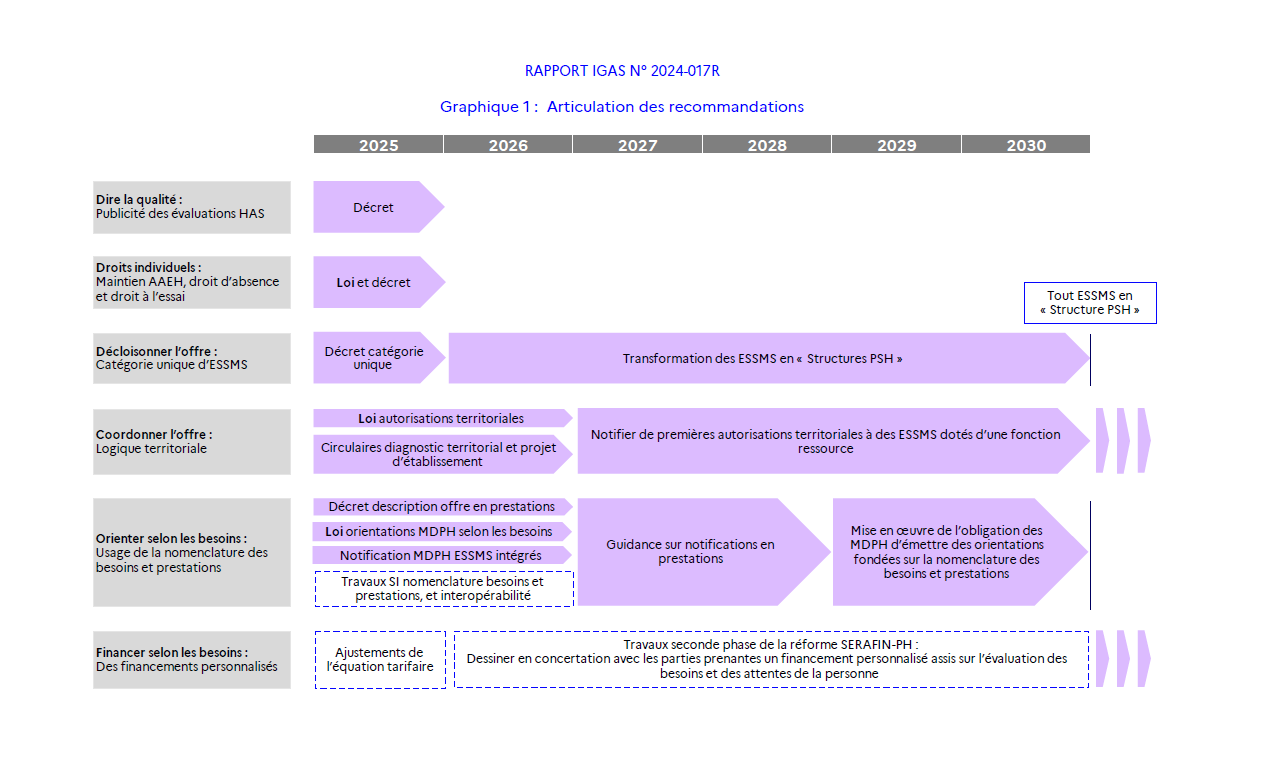 RAPPORT IGAS N° 2024-017R
Graphique 1 : Articulation des recommandations
2025 2026 2027 2028 2029 2030
Dire la qualité :
Publicité des évaluations HAS
Décret
Droits individuels :
Maintien AAEH, droit d’absence
et droit à l’essai
Loi et décret
Tout ESSMS en
« Structure PSH »
Décloisonner l’offre :
Catégorie unique d’ESSMS
Décret catégorie
unique
Transformation des ESSMS en « Structures PSH »
Coordonner l’offre :
Logique territoriale
Loi autorisations territoriales
Circulaires diagnostic territorial et projet
d’établissement
Notifier de premières autorisations territoriales à des ESSMS dotés d’une fonction
ressource
Orienter selon les besoins :
Usage de la nomenclature des
besoins et prestations
Décret description offre en prestations
Loi orientations MDPH selon les besoins
Notification MDPH ESSMS intégrés
Travaux SI nomenclature besoins et
prestations, et interopérabilité
Guidance sur notifications en
prestations
Mise en œuvre de l’obligation des
MDPH d’émettre des orientations
fondées sur la nomenclature des
besoins et prestations
Financer selon les besoins :
Des financements personnalisés
Ajustements de
l’équation tarifaire
Travaux seconde phase de la réforme SERAFIN-PH :
Dessiner en concertation avec les parties prenantes un financement personnalisé assis sur l’évaluation des
besoins et des attentes de la personne